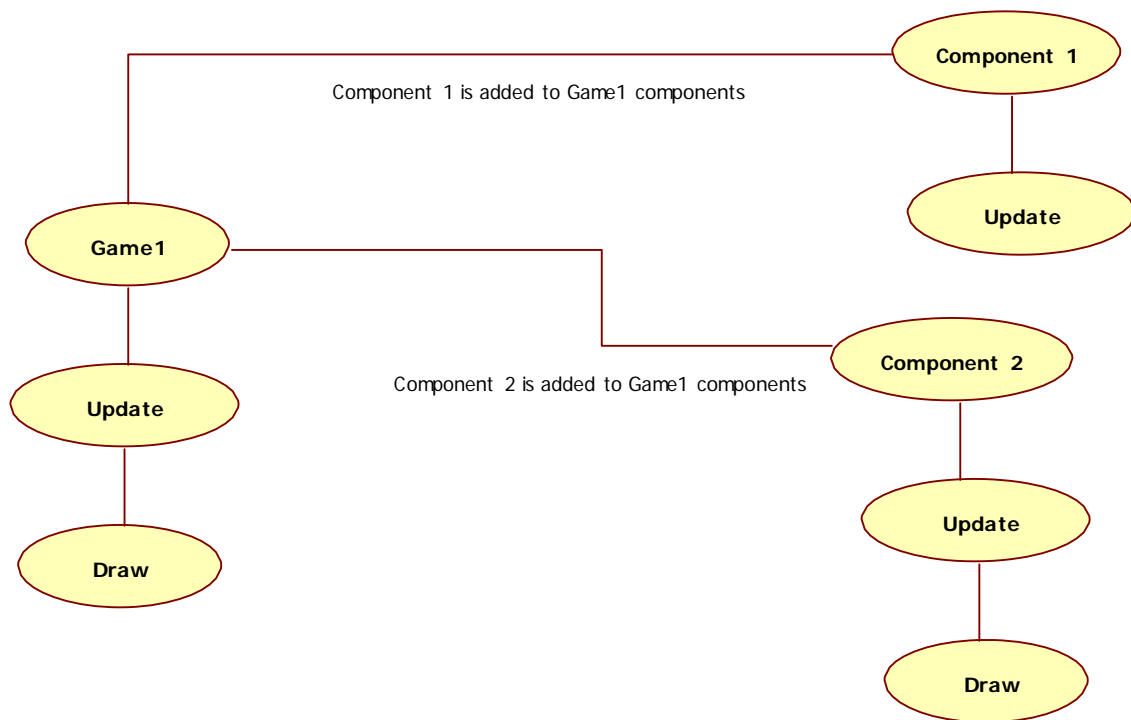 Component 1
Component 1 is added to Game1 components
Update
Game1
Component 2
Component 2 is added to Game1 components
Update
Update
Draw
Draw